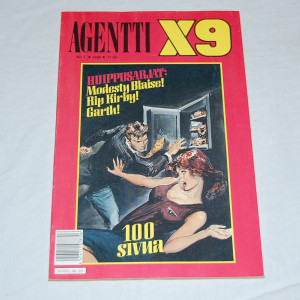 AGENTTI X9
HUIPPUSARJAT:
Modesty Blaise!
Rip Kirby!
Garth!
100
SIVUA